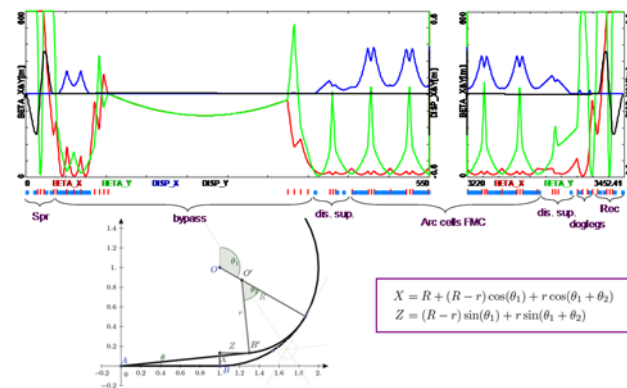 600
BETA_X&Y[m]
DISP_X&Y[m]
0.6
600
BETA_X&Y[m]
DISP_X&Y[m]
0.6
0
-0.6
0
-0.6
0
BETA_X
BETA_Y
DISP_X
DISP_Y
550
3220
BETA_X
BETA_Y
3452.41
Spr
bypass
dis. sup.
Arc cells FMC
dis. sup.
doglegs
Rec
1.4
1.2
1.0
0.8
0.6
0.4
0.2
0
0.2
0.4
0.6
0.8
1.0
1.2
1.4
1.6
1.8
2.
θ₁
O
O'
θ₂
R
r
Z
B'
X
A
θ
B
X = R + (R − r) cos(θ₁) + r cos(θ₁ + θ₂)
Z = (R − r) sin(θ₁) + r sin(θ₁ + θ₂)